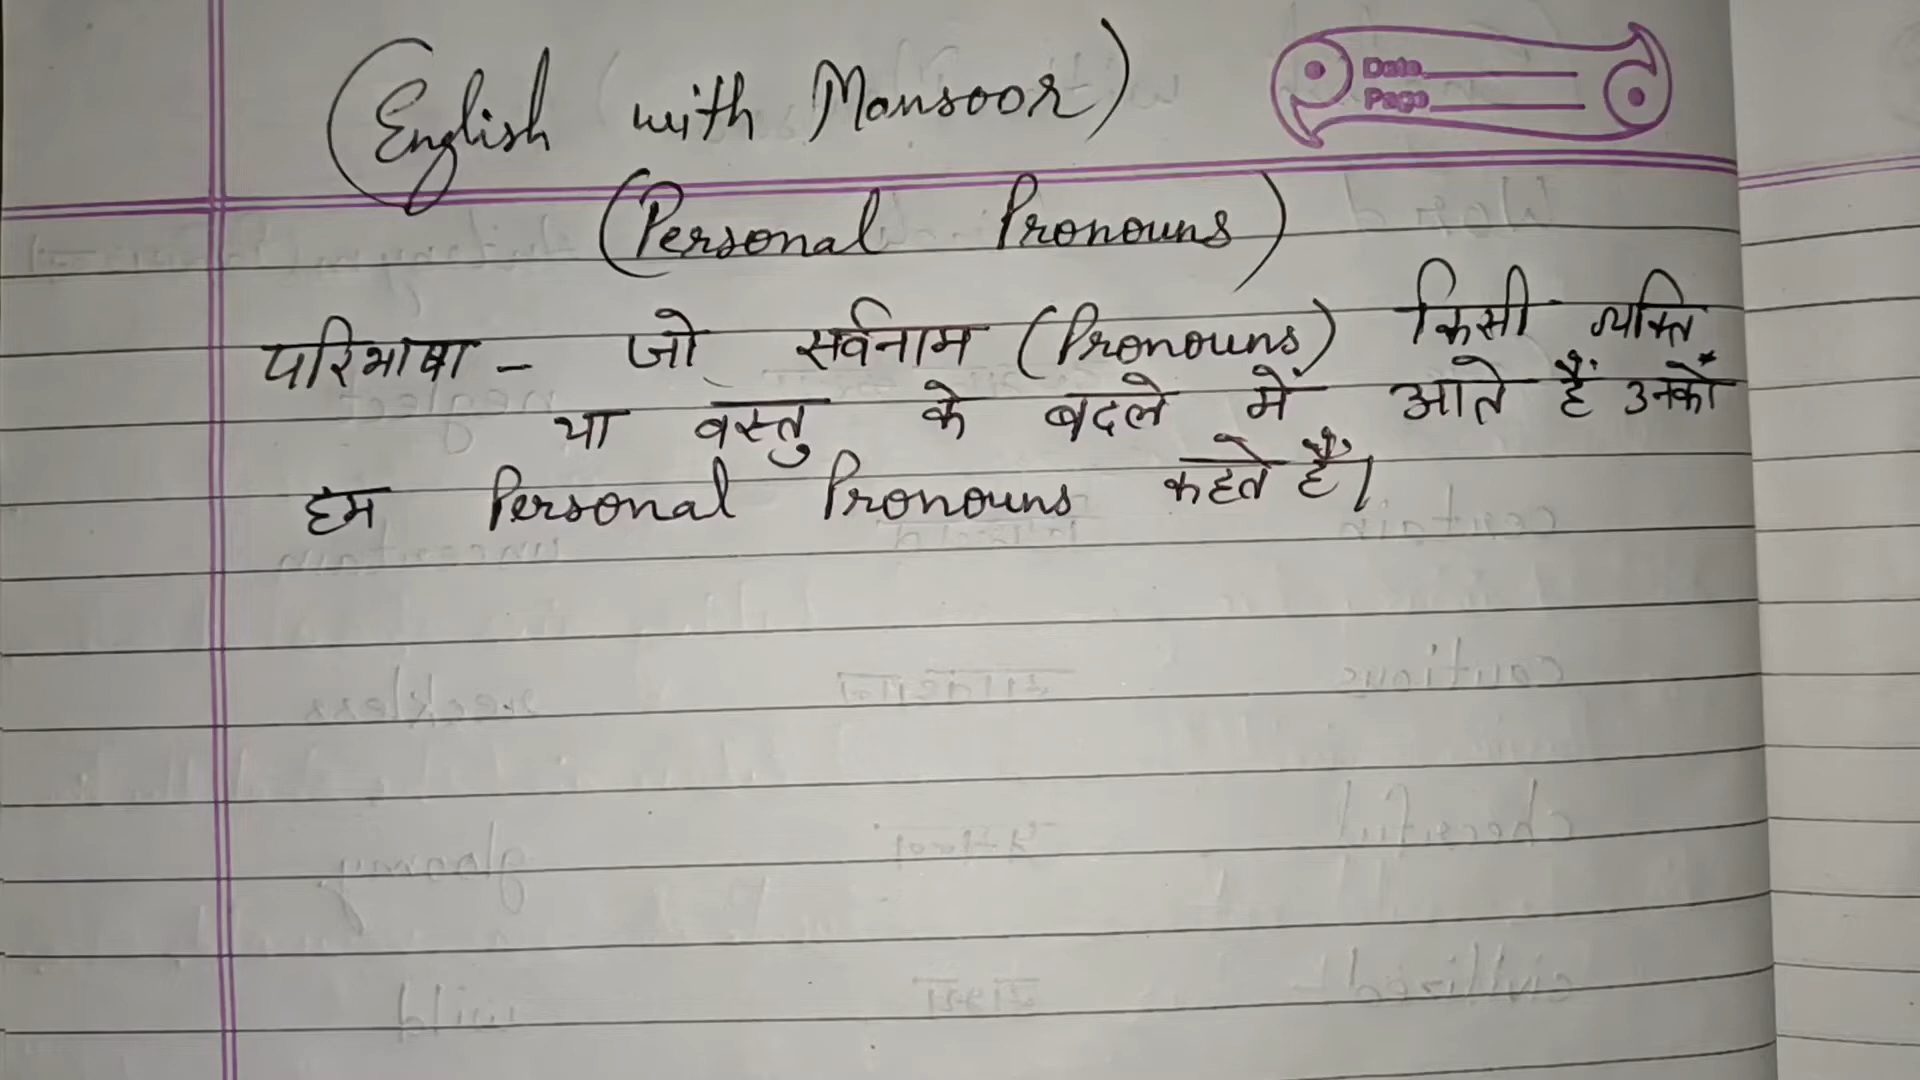 (English with Mansoor)
Date
Page
(Personal Pronouns)
परिभाषा - जो सर्वनाम (Pronouns) किसी व्यक्ति
या वस्तु के बदले में आते हैं उनको
हम Personal Pronouns कहते हैं।